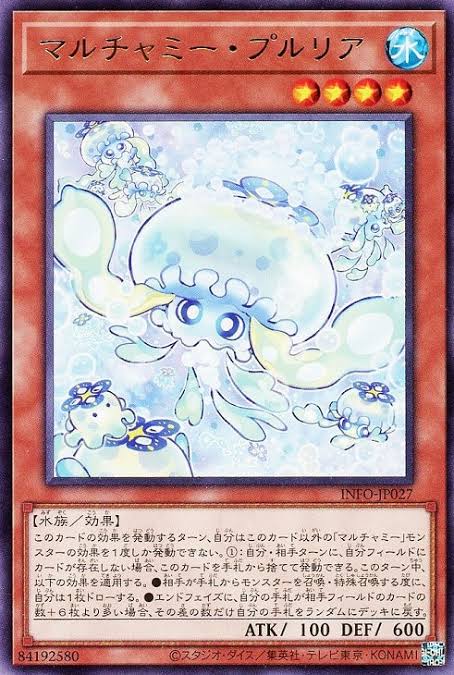 マルチャミー・プルリア
水
INFO-JP027
【水族／効果】
このカードの効果を発動するターン、自分はこのカード以外の「マルチャミー」モン
スターの効果を１度しか発動できない。①：自分・相手ターンに、自分フィールドに
カードが存在しない場合、このカードを手札から捨てて発動できる。このターン中、
以下の効果を適用する。●相手が手札からモンスターを召喚・特殊召喚する度に、
自分は１枚ドローする。●エンドフェイズに、自分の手札が相手フィールドのカードの
数＋６枚より多い場合、その差の数だけ自分の手札をランダムにデッキに戻す。
ATK/ 100 DEF/ 600
84192580
©スタジオ・ダイス／集英社・テレビ東京・KONAMI